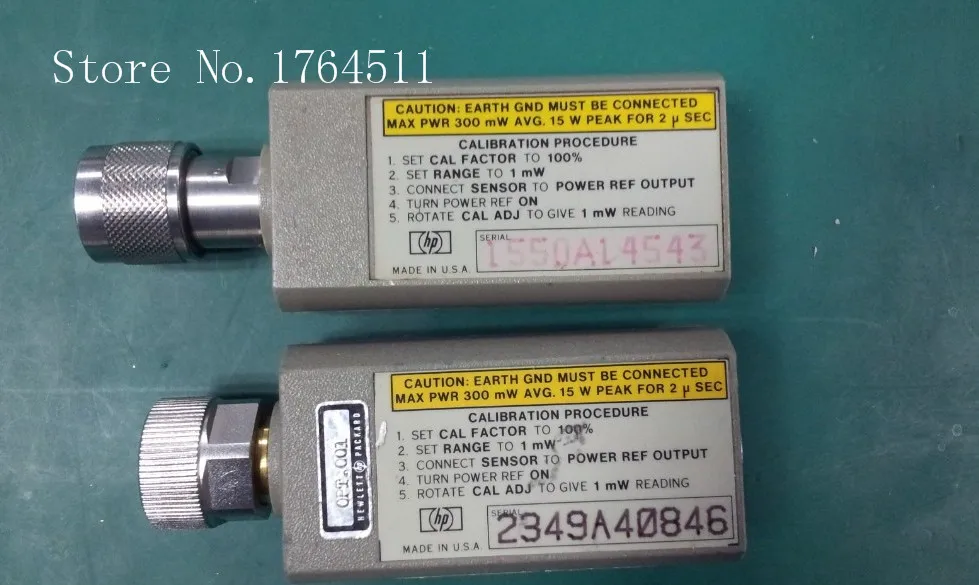 Store No.1764511
CAUTION: EARTH GND MUST BE CONNECTED
MAX PWR 300 mW AVG. 15 W PEAK FOR 2 μ SEC
CALIBRATION PROCEDURE
1. SET CAL FACTOR TO 100%
2. SET RANGE TO 1 mW
3. CONNECT SENSOR TO POWER REF OUTPUT
4. TURN POWER REF ON
5. ROTATE CAL ADJ TO GIVE 1 mW READING
hp
SERIAL
1550A14543
MADE IN U.S.A.
CAUTION: EARTH GND MUST BE CONNECTED
MAX PWR 300 mW AVG. 15 W PEAK FOR 2 μ SEC
CALIBRATION PROCEDURE
1. SET CAL FACTOR TO 100%
2. SET RANGE TO 1 mW
3. CONNECT SENSOR TO POWER REF OUTPUT
4. TURN POWER REF ON
5. ROTATE CAL ADJ TO GIVE 1 mW READING
hp
SERIAL
2349A40846
MADE IN U.S.A.
OPT.001
HEWLETT hp PACKARD